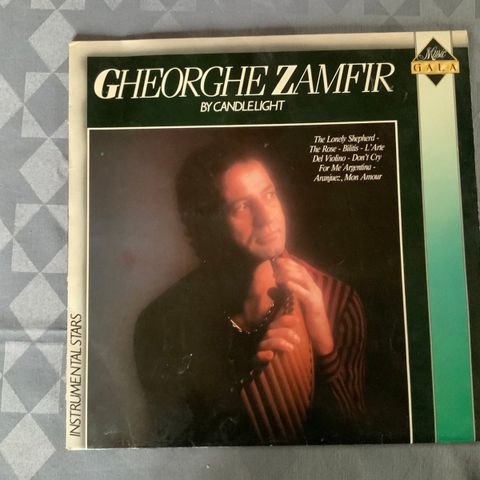 Music
GALA
GHEORGHE ZAMFIR
BY CANDLELIGHT
The Lonely Shepherd -
The Rose - Bilitis - L'Arte
Del Violino - Don't Cry
For Me Argentina -
Aranjuez, Mon Amour
INSTRUMENTAL STARS